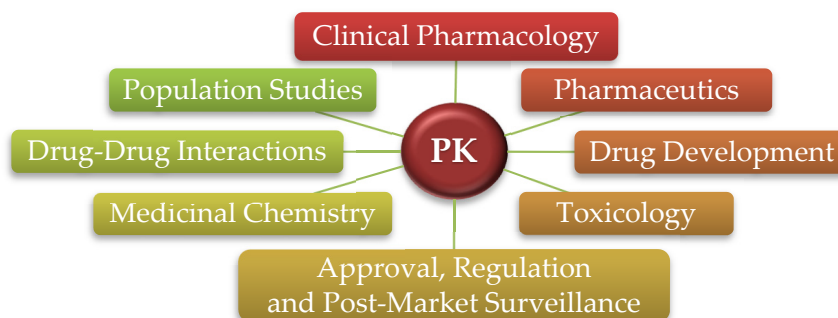 Clinical Pharmacology
Population Studies
Pharmaceutics
Drug-Drug Interactions
PK
Drug Development
Medicinal Chemistry
Toxicology
Approval, Regulation
and Post-Market Surveillance